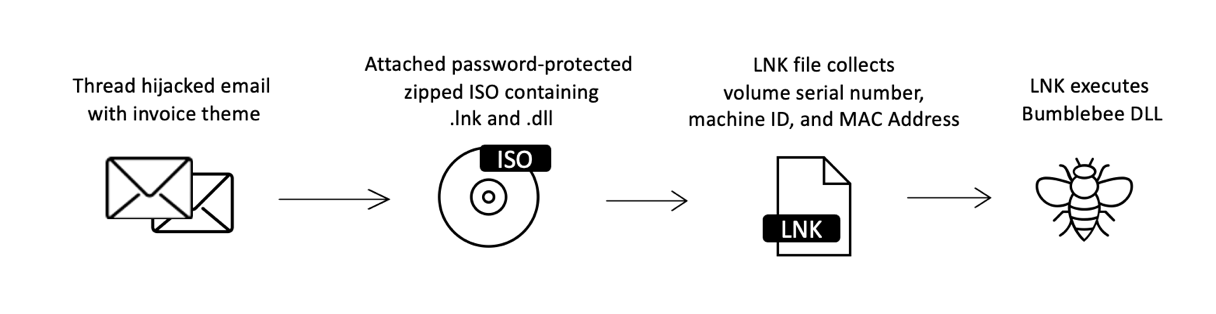 Thread hijacked email
with invoice theme
Attached password-protected
zipped ISO containing
.lnk and .dll
ISO
LNK file collects
volume serial number,
machine ID, and MAC Address
LNK
LNK executes
Bumblebee DLL